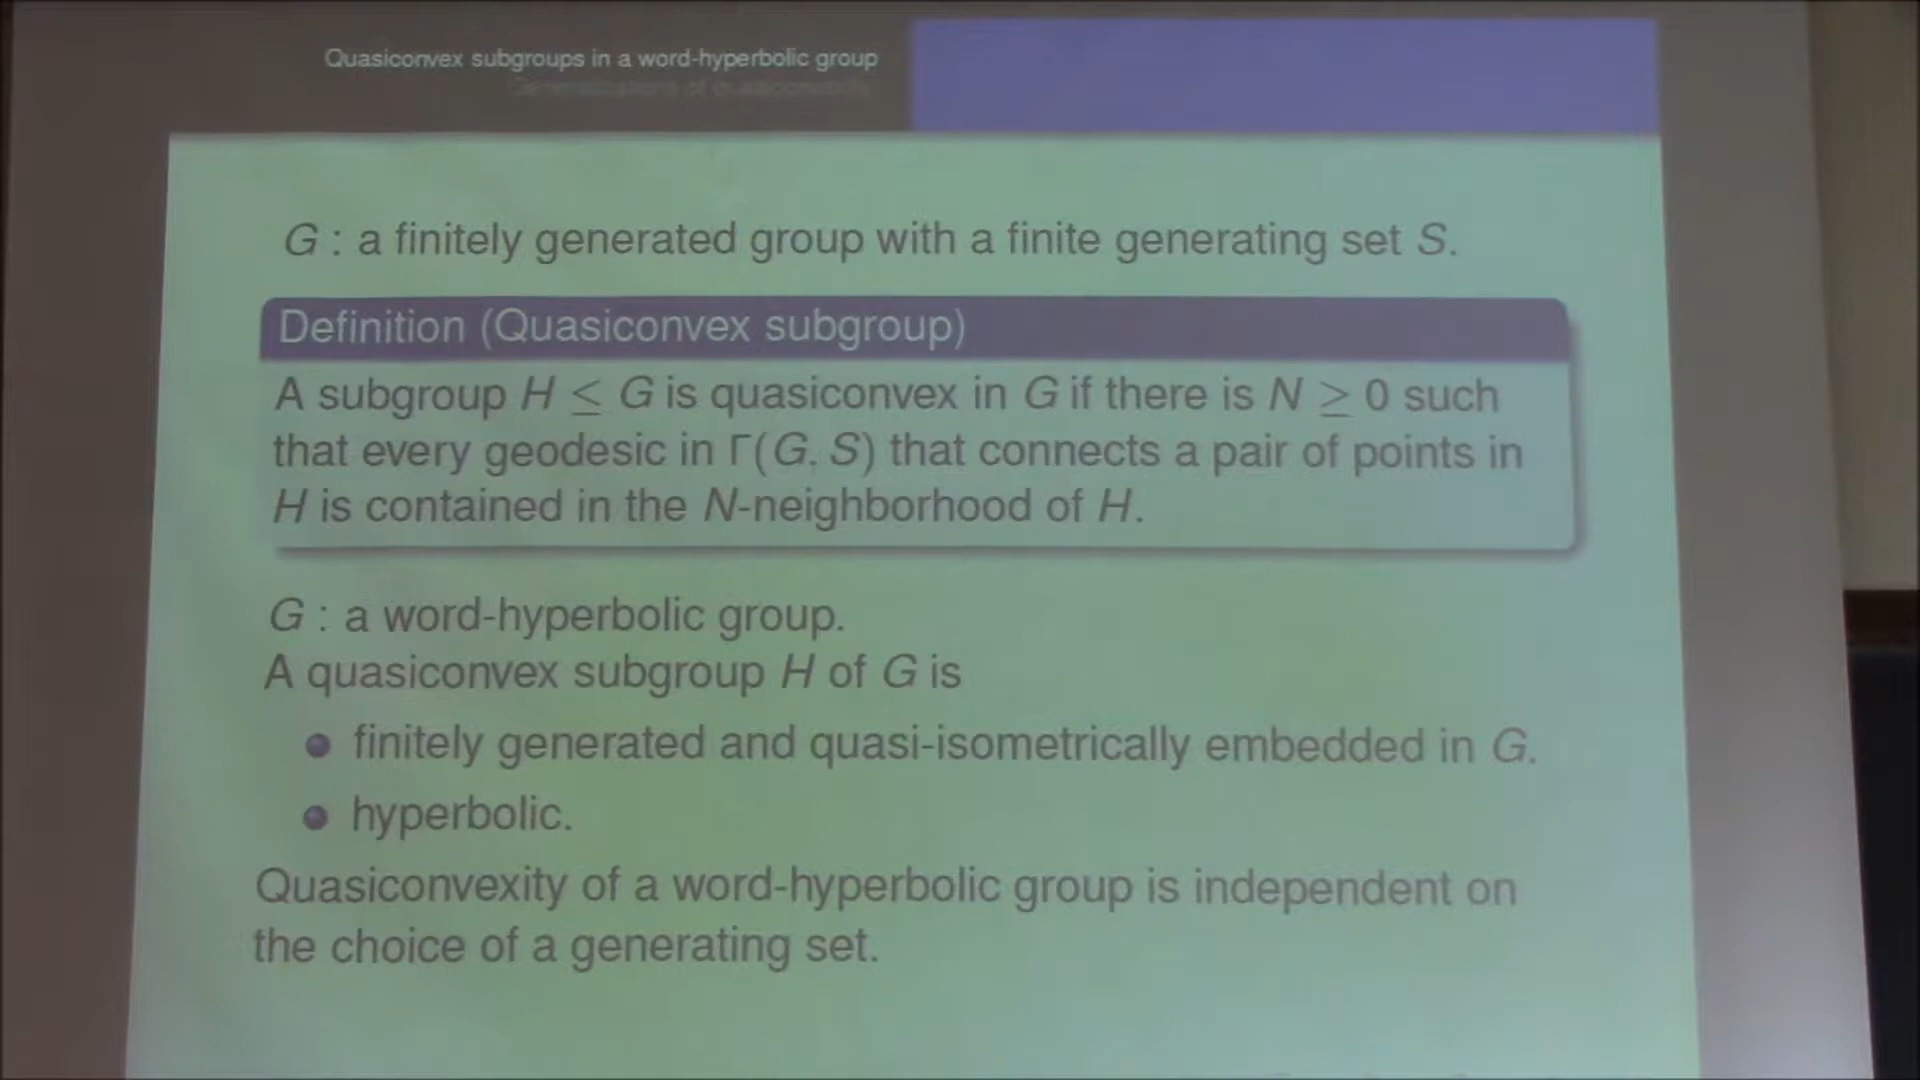 Quasiconvex subgroups in a word-hyperbolic group
Generalizations of quasiconvexity
G : a finitely generated group with a finite generating set S.
Definition (Quasiconvex subgroup)
A subgroup H ≤ G is quasiconvex in G if there is N ≥ 0 such
that every geodesic in Γ(G, S) that connects a pair of points in
H is contained in the N-neighborhood of H.
G : a word-hyperbolic group.
A quasiconvex subgroup H of G is
• finitely generated and quasi-isometrically embedded in G.
• hyperbolic.
Quasiconvexity of a word-hyperbolic group is independent on
the choice of a generating set.